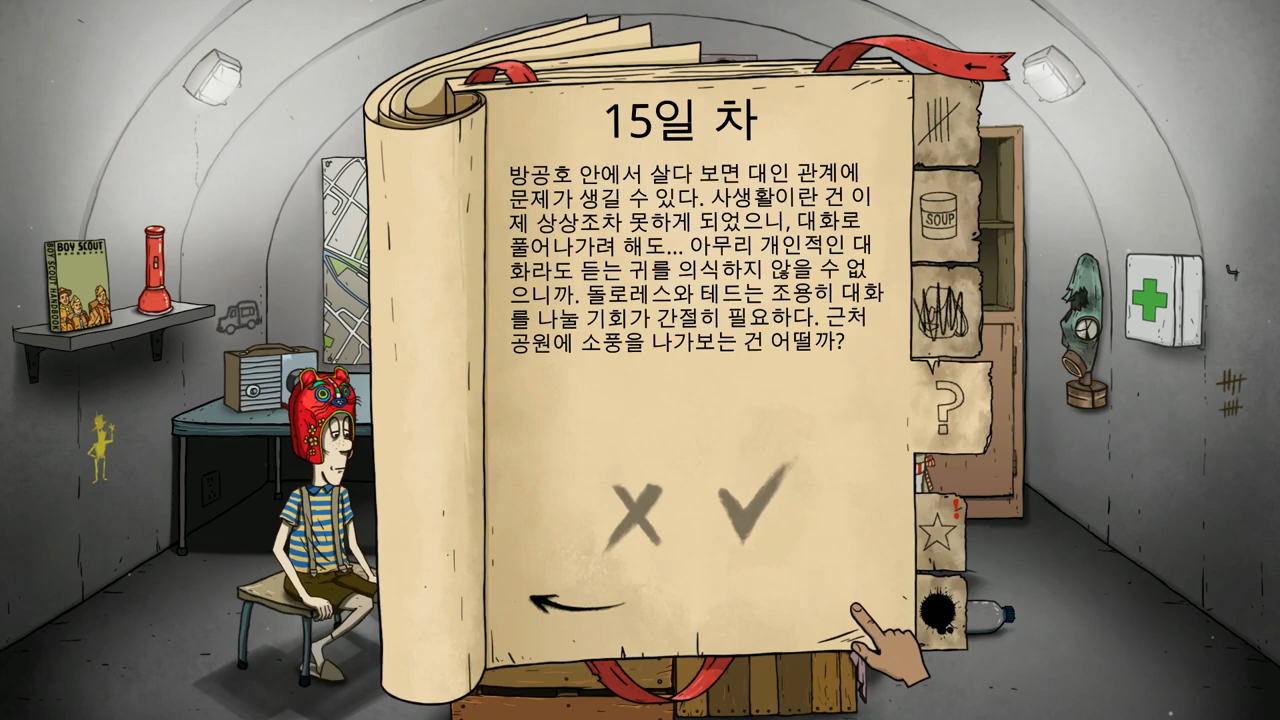 15일 차
방공호 안에서 살다 보면 대인 관계에
문제가 생길 수 있다. 사생활이란 건 이
제 상상조차 못하게 되었으니, 대화로
풀어나가려 해도... 아무리 개인적인 대
화라도 듣는 귀를 의식하지 않을 수 없
으니까. 돌로레스와 테드는 조용히 대화
를 나눌 기회가 간절히 필요하다. 근처
공원에 소풍을 나가보는 건 어떨까?
SOUP
?
!
BOY SCOUT
BOY SCOUT HANDBOOK